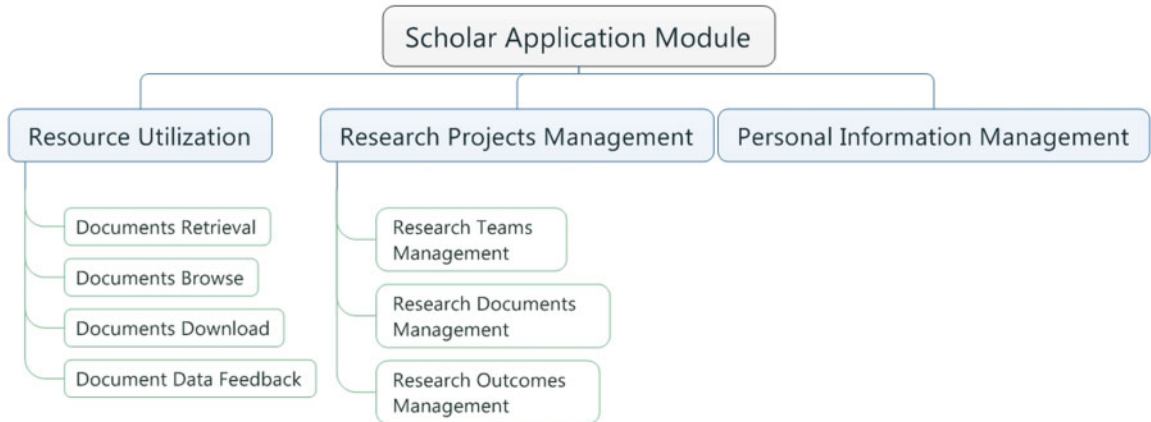 Scholar Application Module
Resource Utilization
Research Projects Management
Personal Information Management
Documents Retrieval
Documents Browse
Documents Download
Document Data Feedback
Research Teams
Management
Research Documents
Management
Research Outcomes
Management